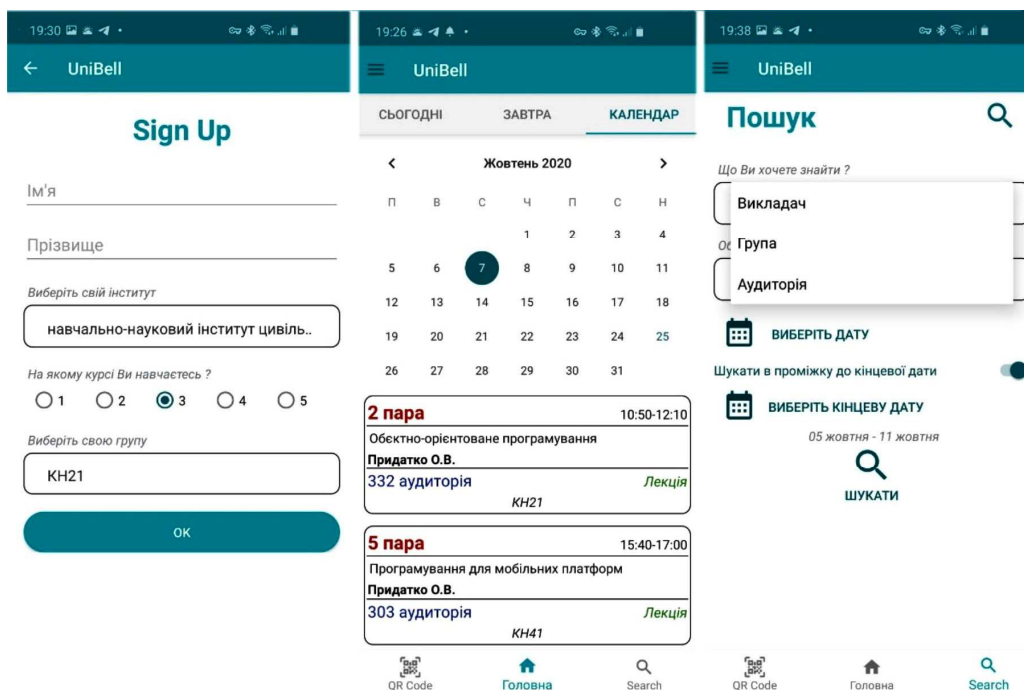 19:30
UniBell
Sign Up
Ім'я
Прізвище
Виберіть свій інститут
навчально-науковий інститут цивіль..
На якому курсі Ви навчаєтесь ?
1 2 3 4 5
Виберіть свою групу
КН21
ОК
19:26
UniBell
СЬОГОДНІ ЗАВТРА КАЛЕНДАР
Жовтень 2020
П В С Ч П С Н
1 2 3 4
5 6 7 8 9 10 11
12 13 14 15 16 17 18
19 20 21 22 23 24 25
26 27 28 29 30 31
2 пара 10:50-12:10
Обєктно-орієнтоване програмування
Придатко О.В.
332 аудиторія Лекція
КН21
5 пара 15:40-17:00
Програмування для мобільних платформ
Придатко О.В.
303 аудиторія Лекція
КН41
QR Code Головна Search
19:38
UniBell
Пошук
Що Ви хочете знайти ?
Викладач
Група
Аудиторія
ВИБЕРІТЬ ДАТУ
Шукати в проміжку до кінцевої дати
ВИБЕРІТЬ КІНЦЕВУ ДАТУ
05 жовтня - 11 жовтня
ШУКАТИ
QR Code Головна Search